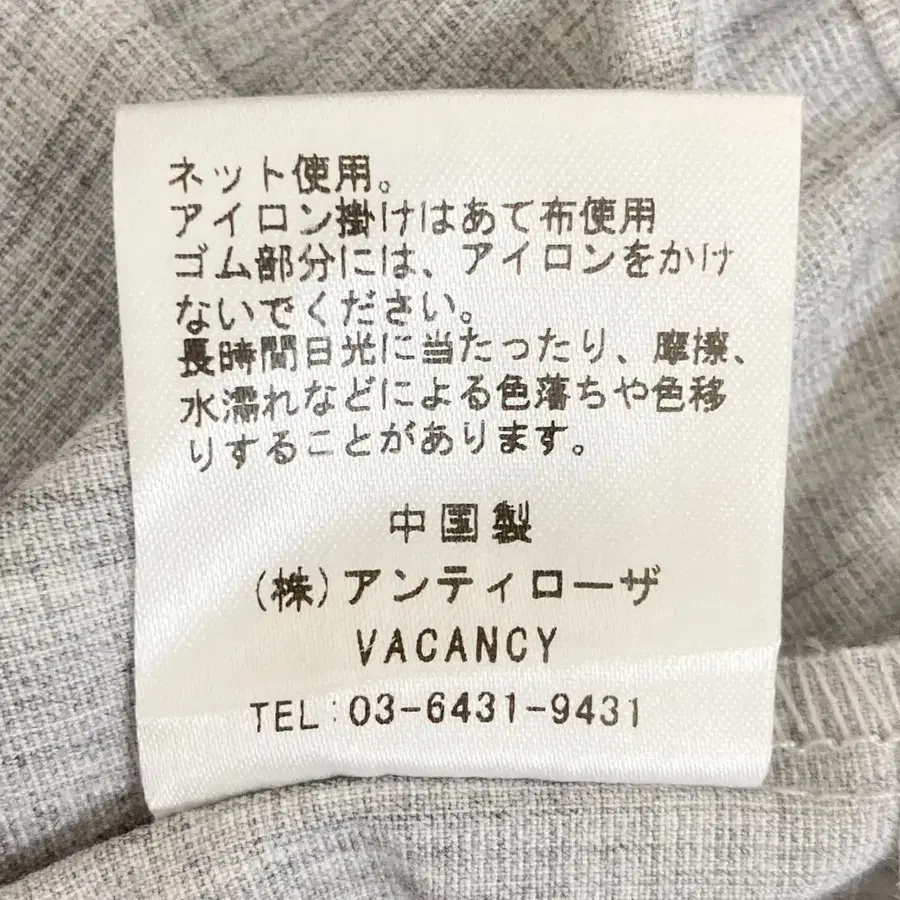 ネット使用。
アイロン掛けはあて布使用
ゴム部分には、アイロンをかけ
ないでください。
長時間日光に当たったり、摩擦、
水濡れなどによる色落ちや色移
りすることがあります。
中国製
(株)アンティローザ
VACANCY
TEL:03-6431-9431